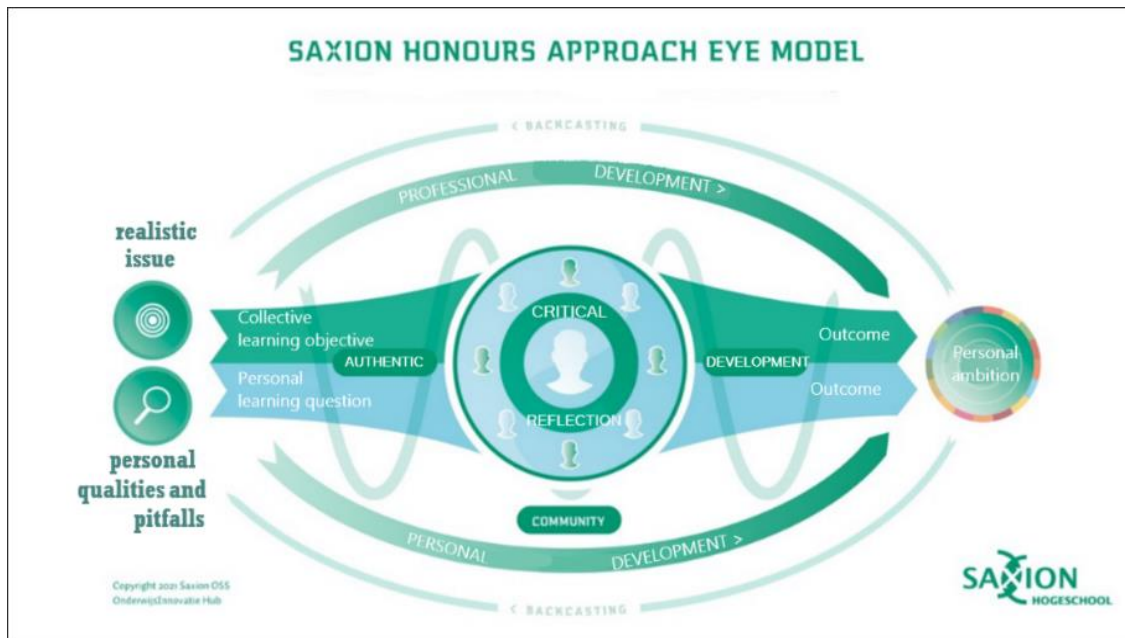 SAXION HONOURS APPROACH EYE MODEL
< BACKCASTING
PROFESSIONAL DEVELOPMENT >
realistic
issue
Collective
learning objective
CRITICAL
Outcome
AUTHENTIC
DEVELOPMENT
Personal
ambition
Personal
learning question
Outcome
REFLECTION
personal
qualities and
pitfalls
COMMUNITY
PERSONAL DEVELOPMENT >
Copyright 2021 Saxion OSS
OnderwijsInnovatie Hub
< BACKCASTING
SAXION
HOGESCHOOL